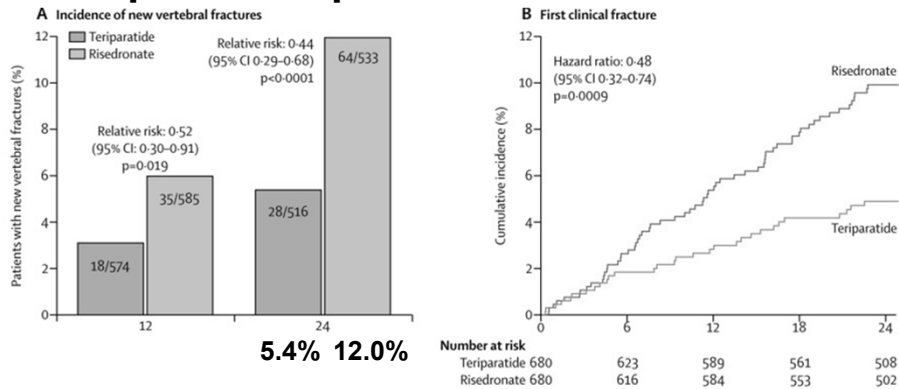 A Incidence of new vertebral fractures
Teriparatide
Risedronate
Patients with new vertebral fractures (%)
12
10
8
6
4
2
0
Relative risk: 0·52
(95% CI: 0·30–0·91)
p=0·019
Relative risk: 0·44
(95% CI 0·29–0·68)
p<0·0001
18/574
35/585
28/516
64/533
12
24
5.4% 12.0%
B First clinical fracture
Cumulative incidence (%)
12
10
8
6
4
2
0
Hazard ratio: 0·48
(95% CI 0·32–0·74)
p=0·0009
Risedronate
Teriparatide
0 6 12 18 24
Number at risk
Teriparatide 680 623 589 561 508
Risedronate 680 616 584 553 502